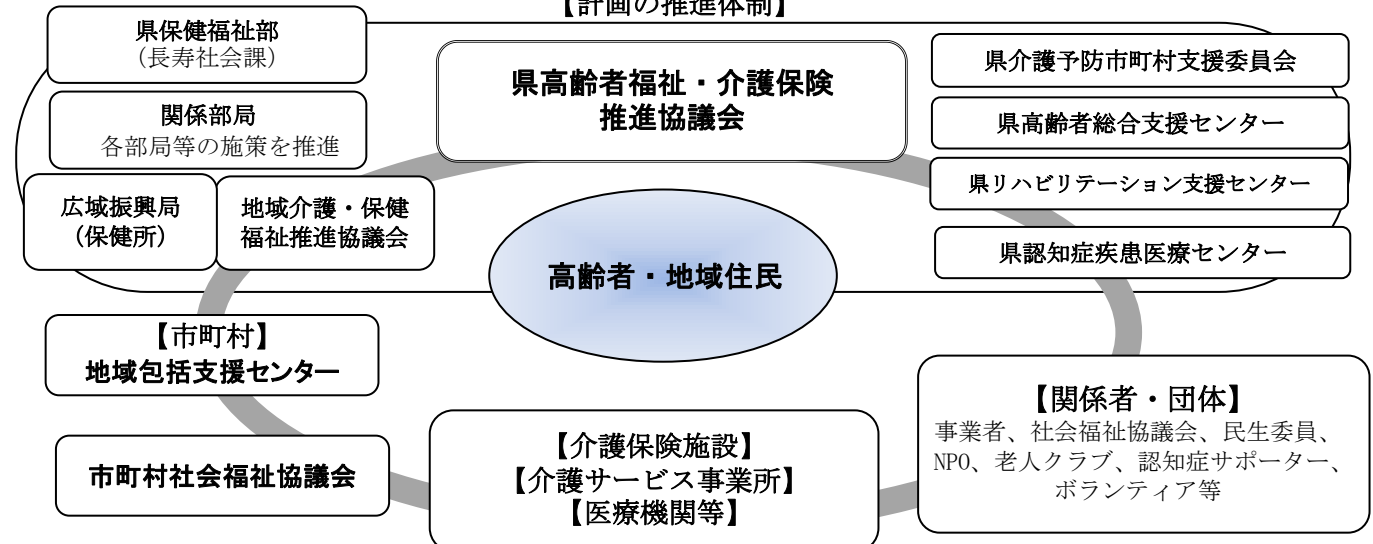 【計画の推進体制】
県保健福祉部
（長寿社会課）
関係部局
各部局等の施策を推進
広域振興局
（保健所）
地域介護・保健
福祉推進協議会
県高齢者福祉・介護保険
推進協議会
県介護予防市町村支援委員会
県高齢者総合支援センター
県リハビリテーション支援センター
県認知症疾患医療センター
高齢者・地域住民
【市町村】
地域包括支援センター
市町村社会福祉協議会
【介護保険施設】
【介護サービス事業所】
【医療機関等】
【関係者・団体】
事業者、社会福祉協議会、民生委員、
NPO、老人クラブ、認知症サポーター、
ボランティア等